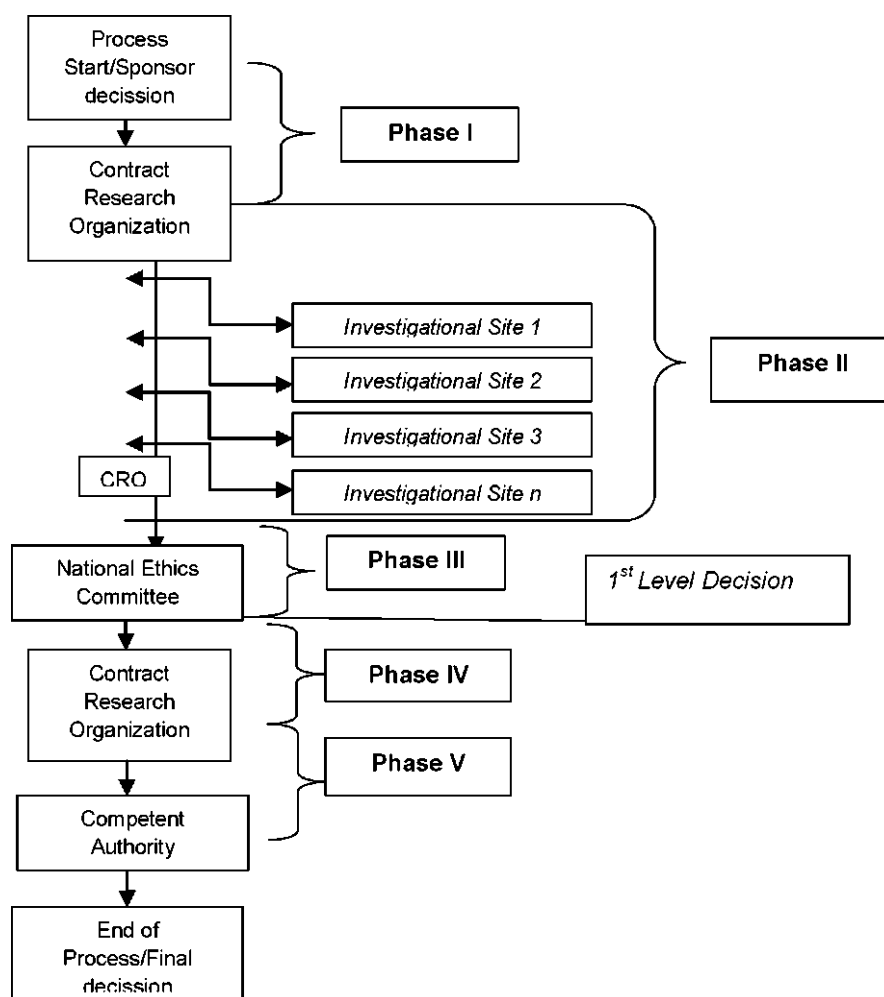 Process
Start/Sponsor
decission
Phase I
Contract
Research
Organization
Investigational Site 1
Investigational Site 2
Phase II
Investigational Site 3
CRO
Investigational Site n
National Ethics
Committee
Phase III
1st Level Decision
Contract
Research
Organization
Phase IV
Phase V
Competent
Authority
End of
Process/Final
decission